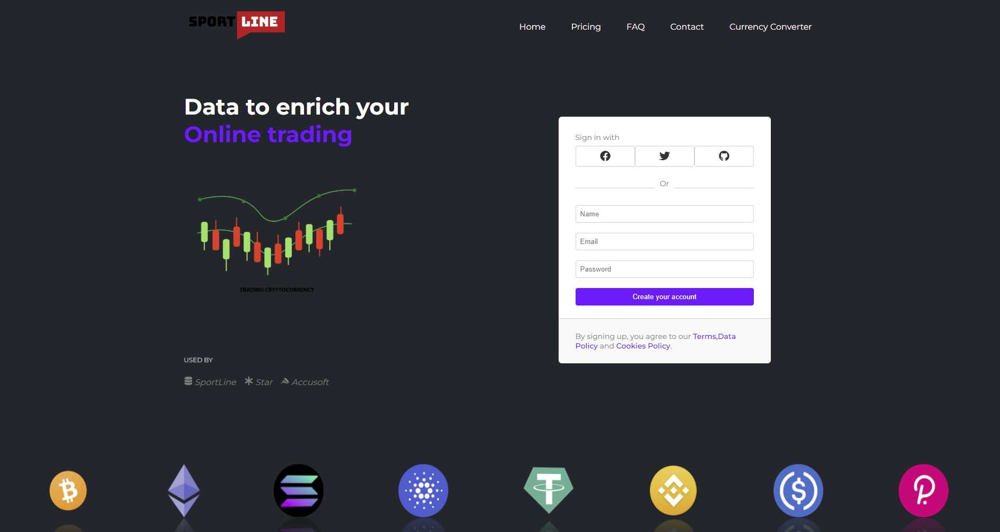 SPORT LINE
Home Pricing FAQ Contact Currency Converter
Data to enrich your
Online trading
TRADING CRYPTOCURRENCY
USED BY
SportLine Star Accusoft
Sign in with
Or
Name
Email
Password
Create your account
By signing up, you agree to our Terms,Data
Policy and Cookies Policy.